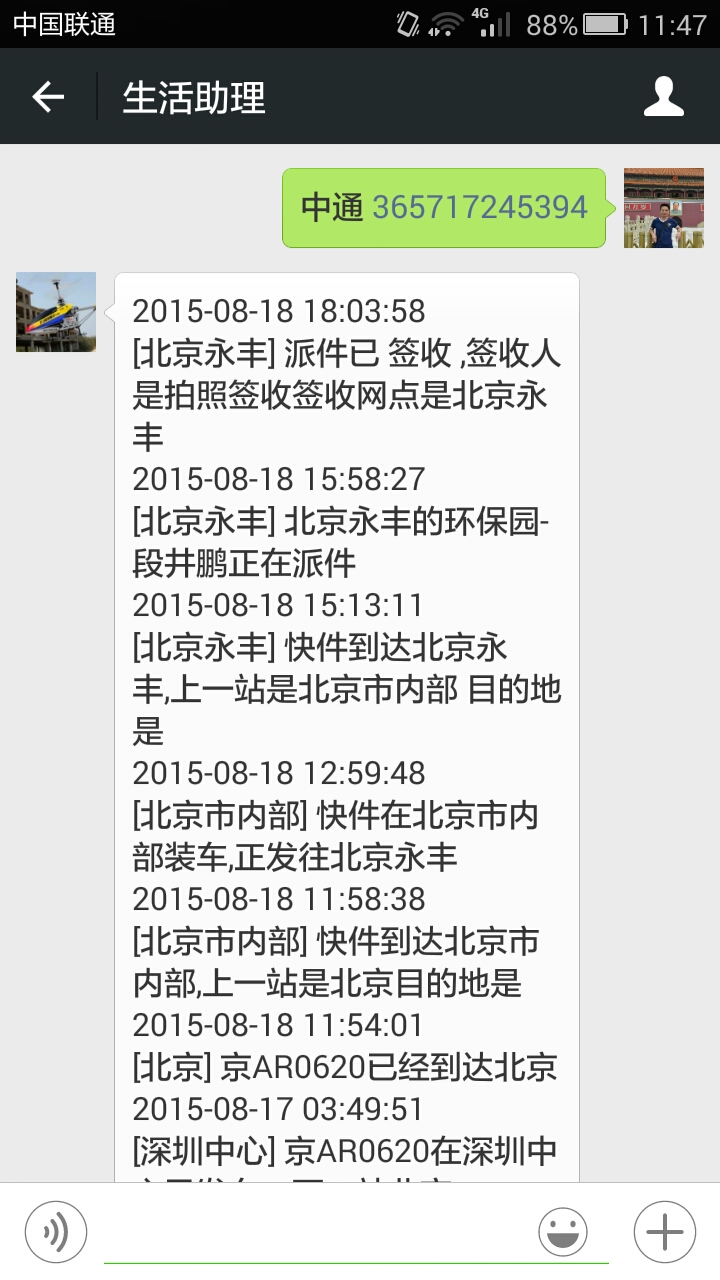 中国联通
4G
88%
11:47
生活助理
中通 365717245394
2015-08-18 18:03:58
[北京永丰] 派件已 签收 ,签收人
是拍照签收签收网点是北京永
丰
2015-08-18 15:58:27
[北京永丰] 北京永丰的环保园-
段井鹏正在派件
2015-08-18 15:13:11
[北京永丰] 快件到达北京永
丰,上一站是北京市内部 目的地
是
2015-08-18 12:59:48
[北京市内部] 快件在北京市内
部装车,正发往北京永丰
2015-08-18 11:58:38
[北京市内部] 快件到达北京市
内部,上一站是北京目的地是
2015-08-18 11:54:01
[北京] 京AR0620已经到达北京
2015-08-17 03:49:51
[深圳中心] 京AR0620在深圳中